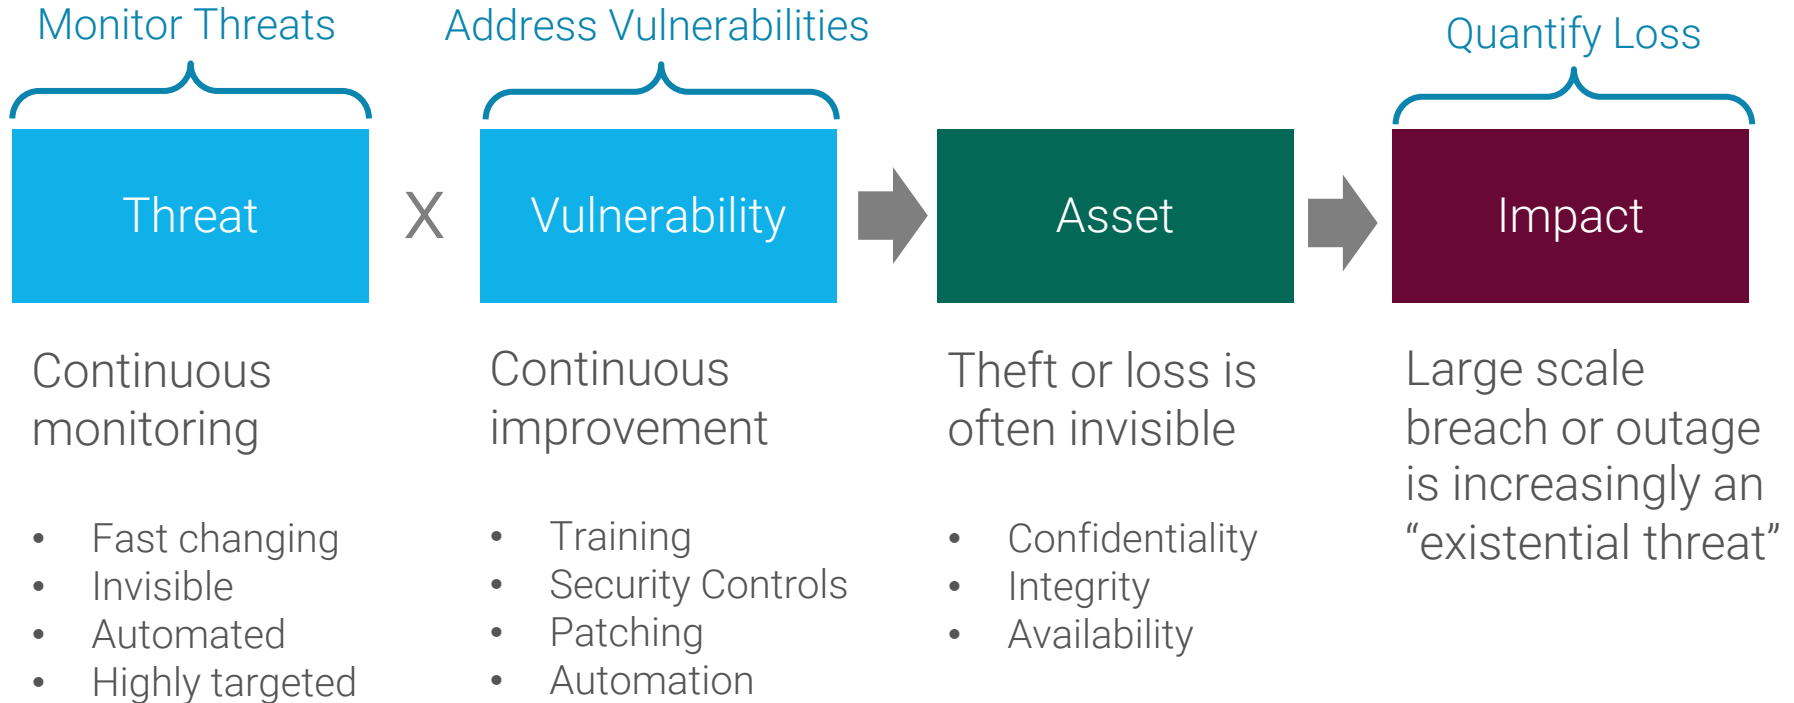 Monitor Threats
Address Vulnerabilities
Quantify Loss
Threat
X
Vulnerability
Asset
Impact
Continuous
monitoring
• Fast changing
• Invisible
• Automated
• Highly targeted
Continuous
improvement
• Training
• Security Controls
• Patching
• Automation
Theft or loss is
often invisible
• Confidentiality
• Integrity
• Availability
Large scale
breach or outage
is increasingly an
“existential threat”